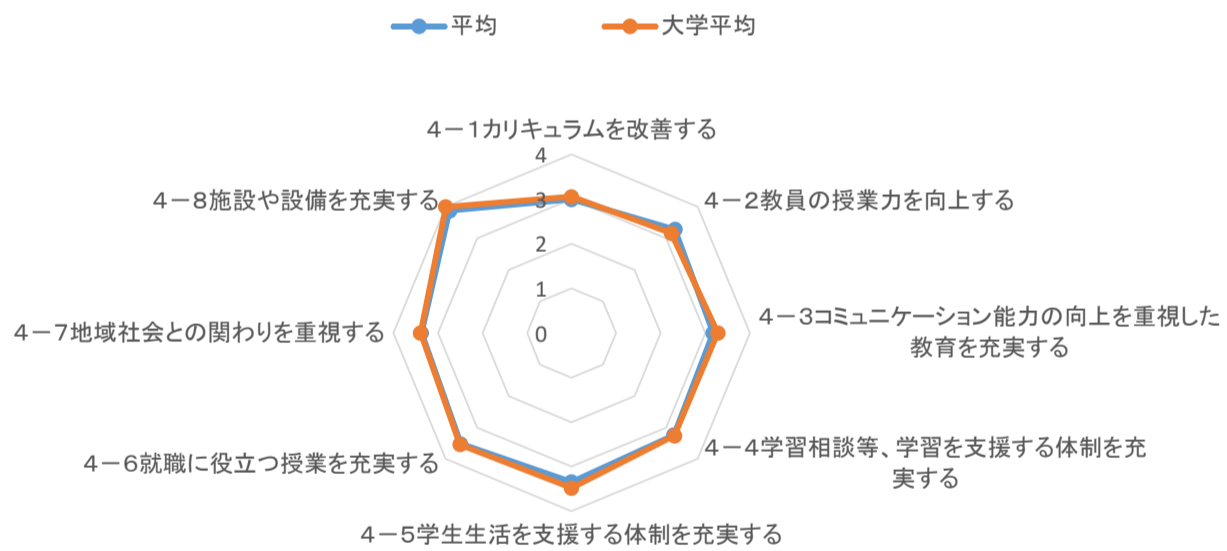 平均
大学平均
4－1カリキュラムを改善する
4
3
2
1
0
4－2教員の授業力を向上する
4－3コミュニケーション能力の向上を重視した
教育を充実する
4－4学習相談等、学習を支援する体制を充
実する
4－5学生生活を支援する体制を充実する
4－6就職に役立つ授業を充実する
4－7地域社会との関わりを重視する
4－8施設や設備を充実する